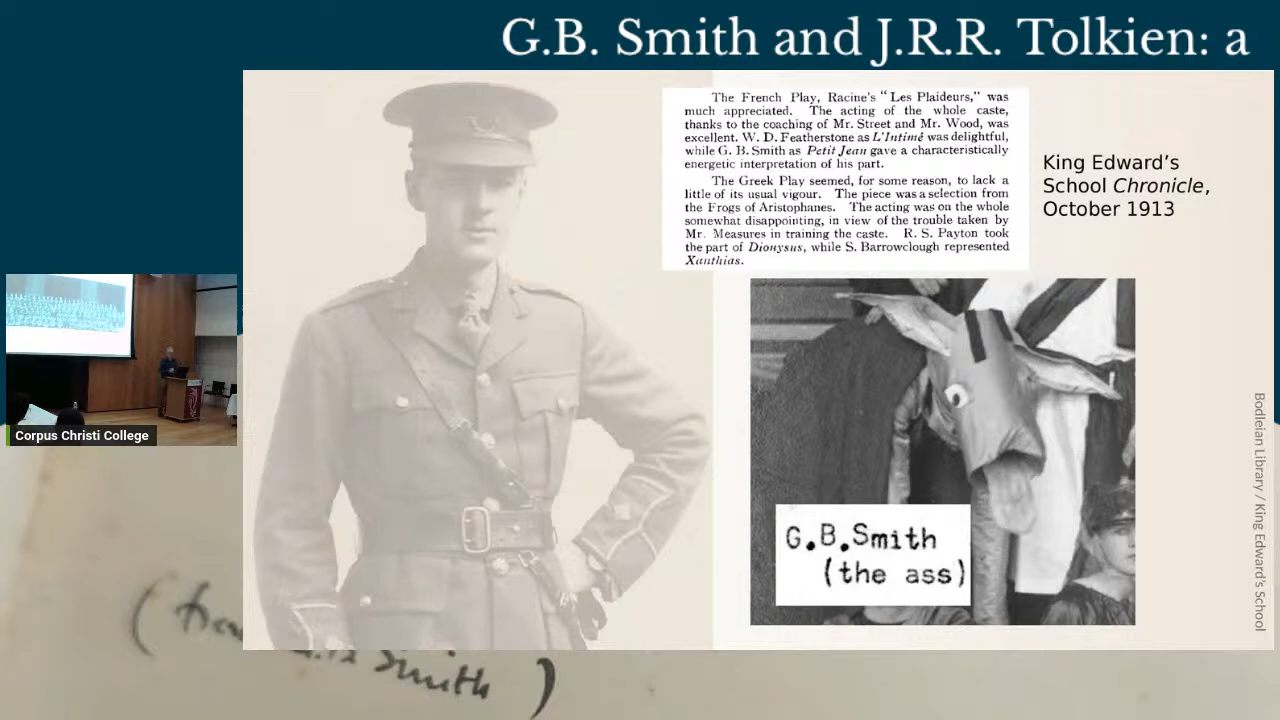 G.B. Smith and J.R.R. Tolkien: a
The French Play, Racine's "Les Plaideurs," was
much appreciated. The acting of the whole caste,
thanks to the coaching of Mr. Street and Mr. Wood, was
excellent. W. D. Featherstone as L'Intimé was delightful,
while G. B. Smith as Petit Jean gave a characteristically
energetic interpretation of his part.
The Greek Play seemed, for some reason, to lack a
little of its usual vigour. The piece was a selection from
the Frogs of Aristophanes. The acting was on the whole
somewhat disappointing, in view of the trouble taken by
Mr. Measures in training the caste. R. S. Payton took
the part of Dionysus, while S. Barrowclough represented
Xanthias.
King Edward's
School Chronicle,
October 1913
G.B.Smith
(the ass)
Bodleian Library / King Edward's School
Corpus Christi College
Smith )